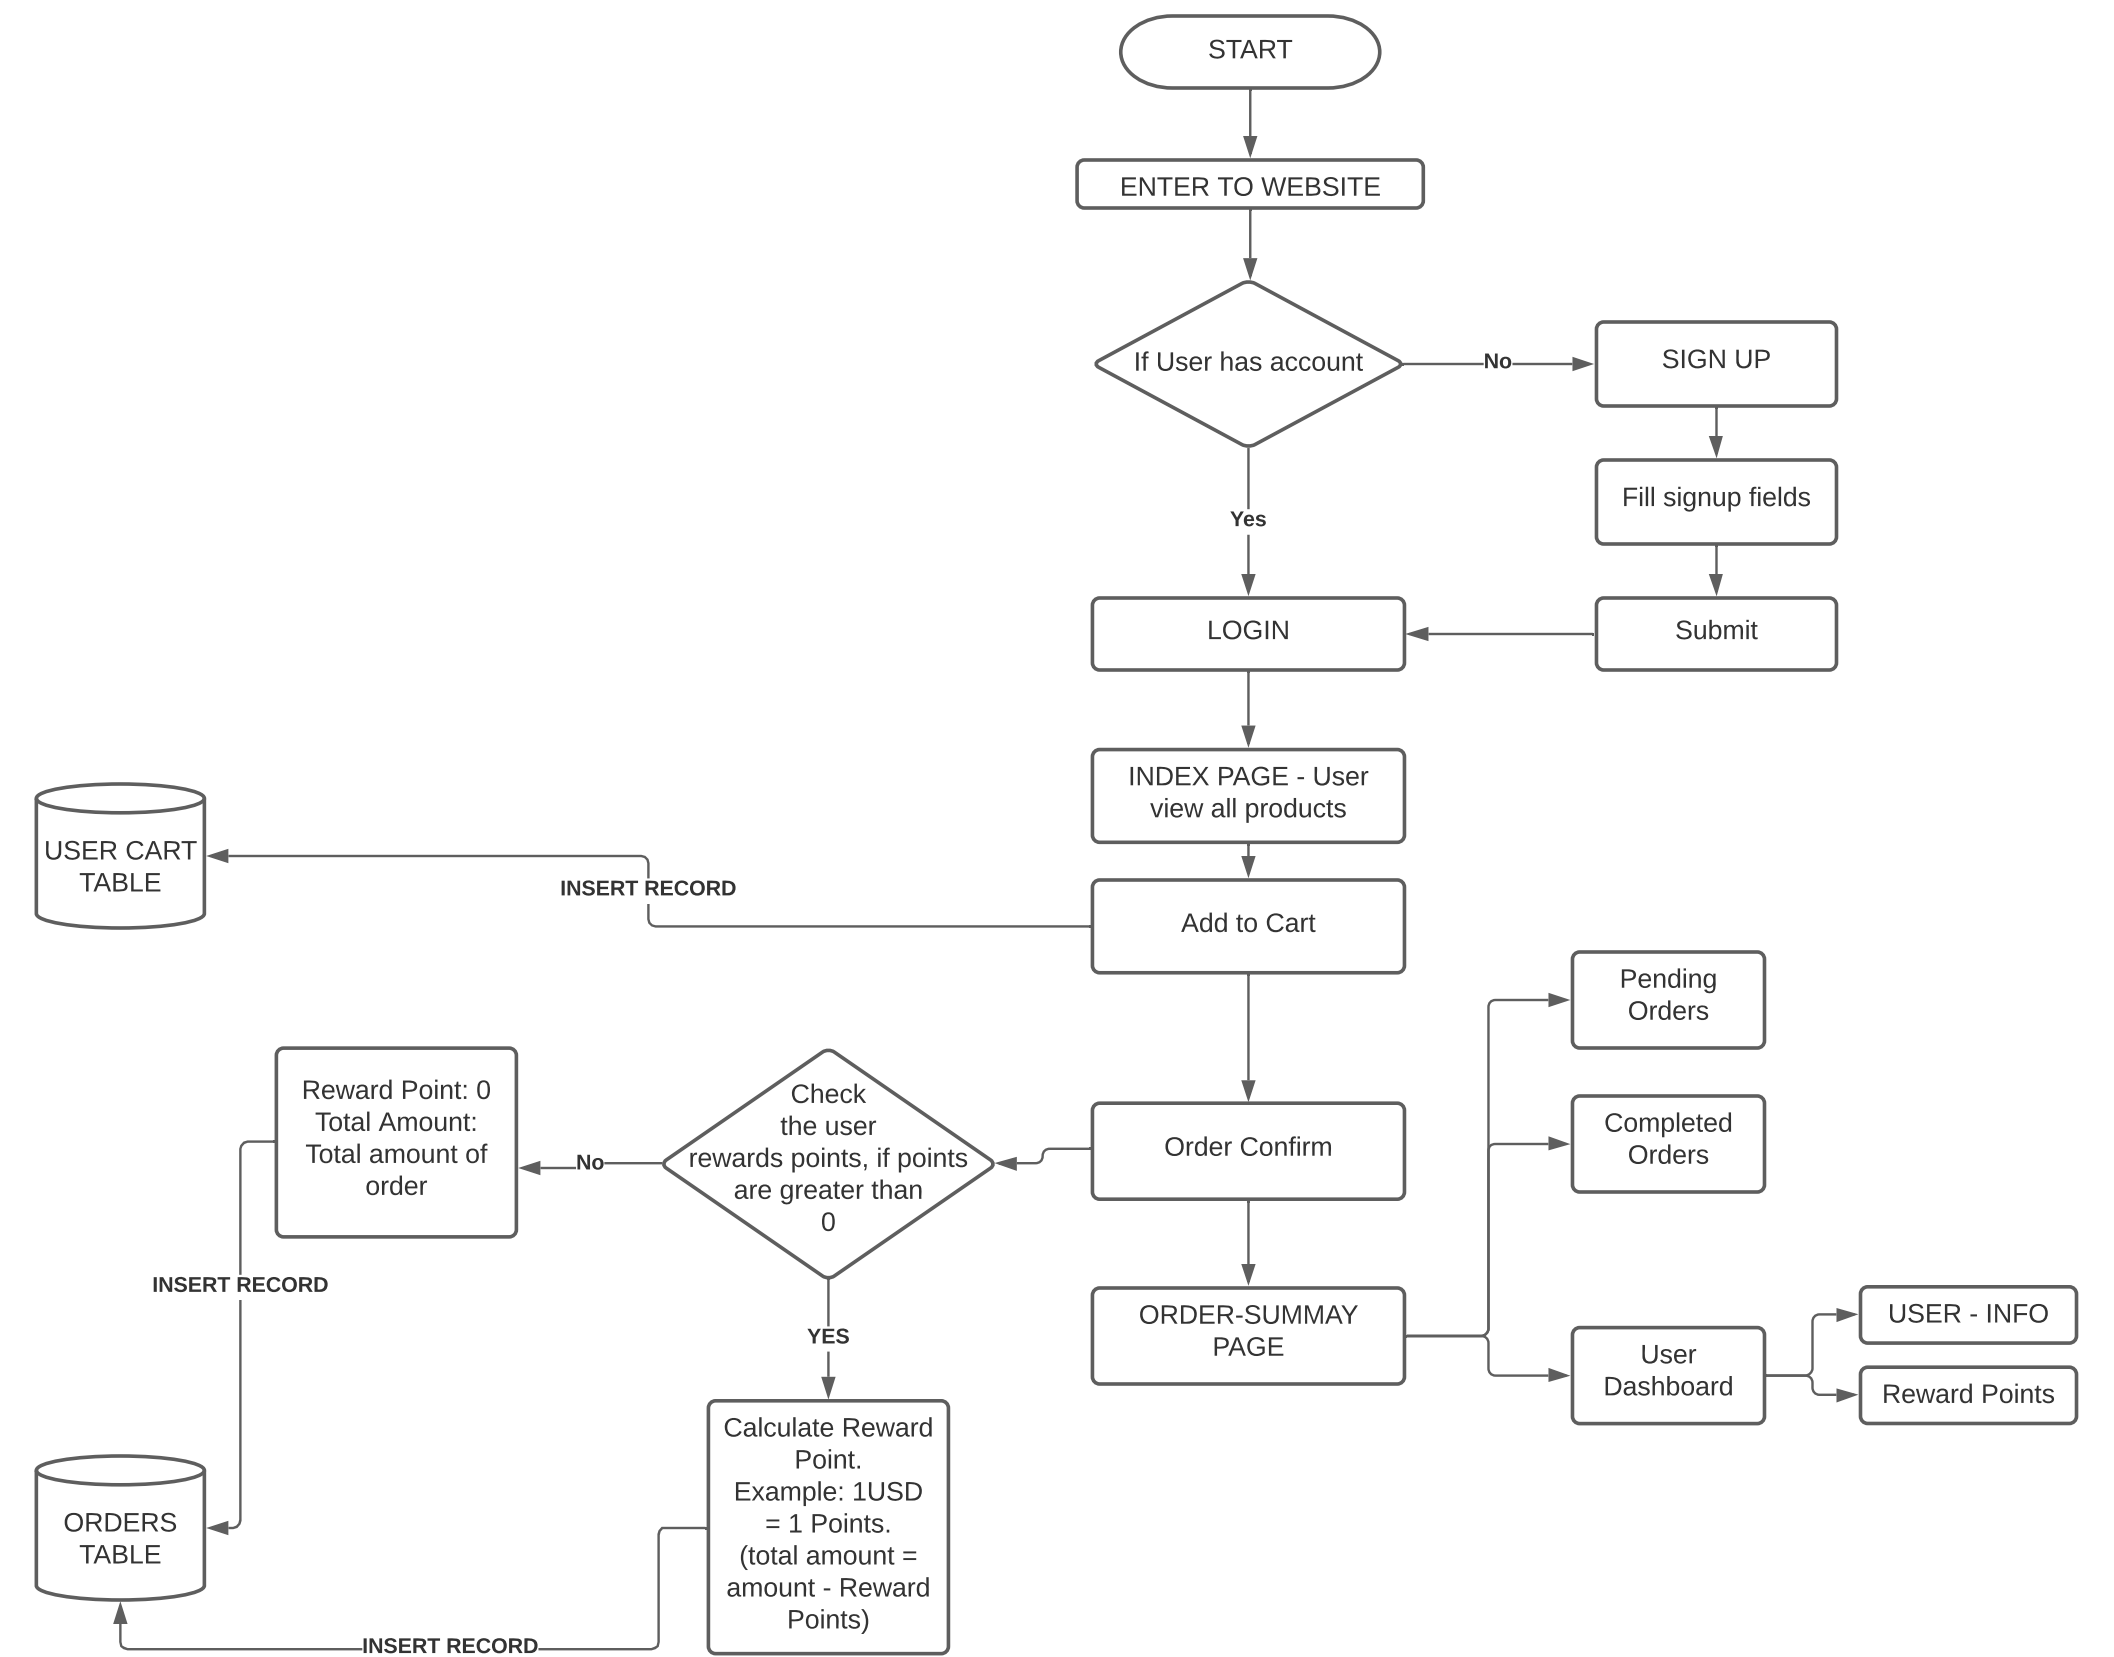 START
ENTER TO WEBSITE
If User has account
No
SIGN UP
Fill signup fields
Yes
LOGIN
Submit
INDEX PAGE - User
view all products
USER CART
TABLE
INSERT RECORD
Add to Cart
Pending
Orders
Reward Point: 0
Total Amount:
Total amount of
order
No
Check
the user
rewards points, if points
are greater than
0
Order Confirm
Completed
Orders
INSERT RECORD
YES
ORDER-SUMMAY
PAGE
User
Dashboard
USER - INFO
Reward Points
Calculate Reward
Point.
Example: 1USD
= 1 Points.
(total amount =
amount - Reward
Points)
ORDERS
TABLE
INSERT RECORD